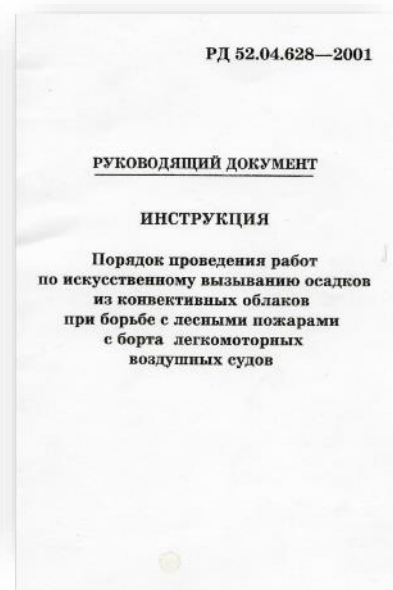 РД 52.04.628—2001
РУКОВОДЯЩИЙ ДОКУМЕНТ
ИНСТРУКЦИЯ
Порядок проведения работ
по искусственному вызыванию осадков
из конвективных облаков
при борьбе с лесными пожарами
с борта легкомоторных
воздушных судов